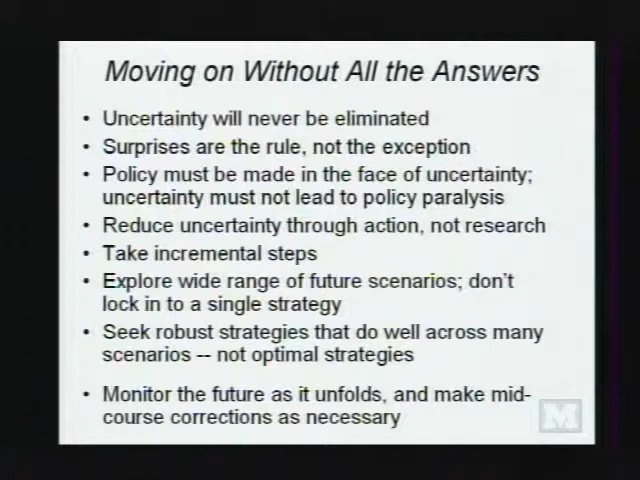 Moving on Without All the Answers
• Uncertainty will never be eliminated
• Surprises are the rule, not the exception
• Policy must be made in the face of uncertainty;
uncertainty must not lead to policy paralysis
• Reduce uncertainty through action, not research
• Take incremental steps
• Explore wide range of future scenarios; don't
lock in to a single strategy
• Seek robust strategies that do well across many
scenarios -- not optimal strategies
• Monitor the future as it unfolds, and make mid-
course corrections as necessary
M